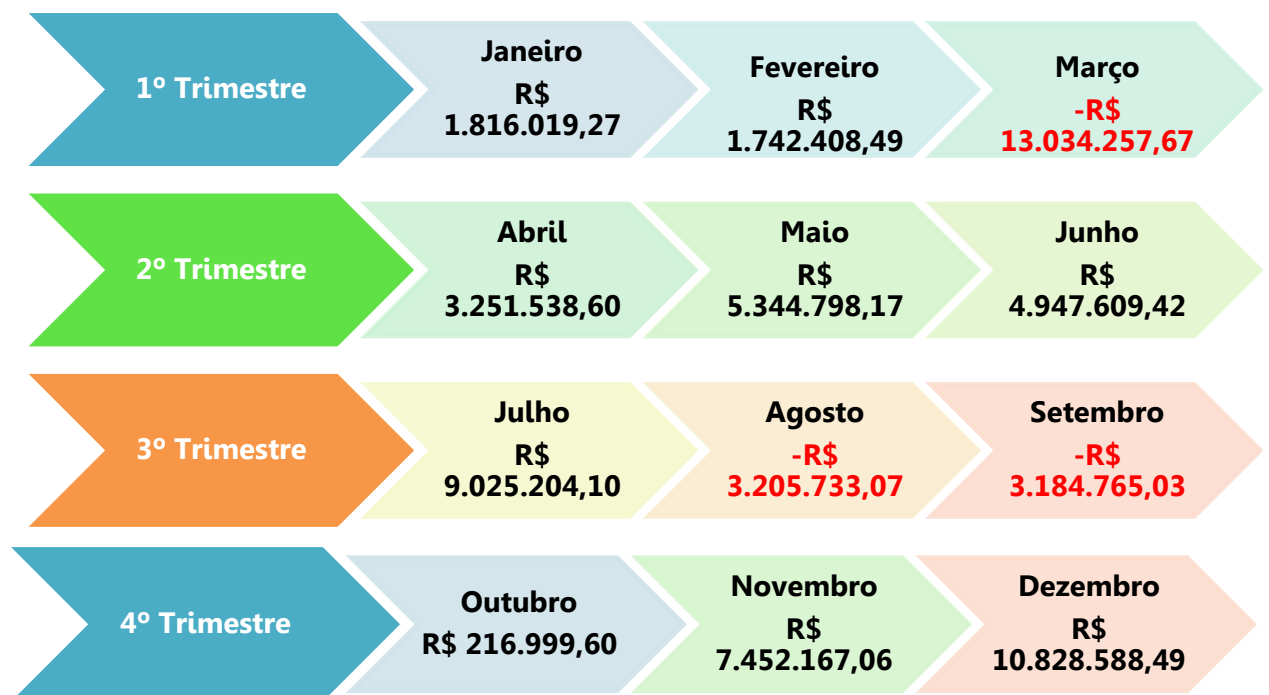 1º Trimestre
Janeiro
R$
1.816.019,27
Fevereiro
R$
1.742.408,49
Março
-R$
13.034.257,67
2º Trimestre
Abril
R$
3.251.538,60
Maio
R$
5.344.798,17
Junho
R$
4.947.609,42
3º Trimestre
Julho
R$
9.025.204,10
Agosto
-R$
3.205.733,07
Setembro
-R$
3.184.765,03
4º Trimestre
Outubro
R$ 216.999,60
Novembro
R$
7.452.167,06
Dezembro
R$
10.828.588,49